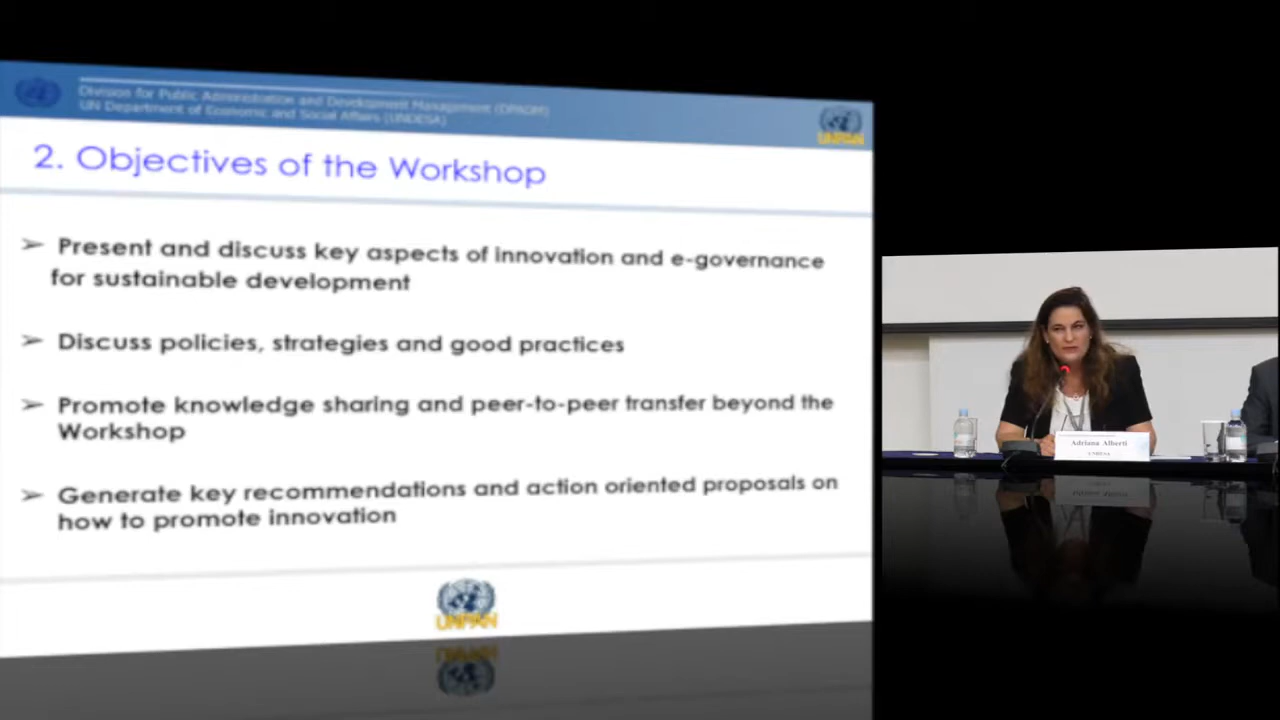 Division for Public Administration and Development Management (DPADM)
UN Department of Economic and Social Affairs (UNDESA)
UNPAN
2. Objectives of the Workshop
➢ Present and discuss key aspects of innovation and e-governance
for sustainable development
➢ Discuss policies, strategies and good practices
➢ Promote knowledge sharing and peer-to-peer transfer beyond the
Workshop
➢ Generate key recommendations and action oriented proposals on
how to promote innovation
UNPAN
Adriana Alberti
UNDESA